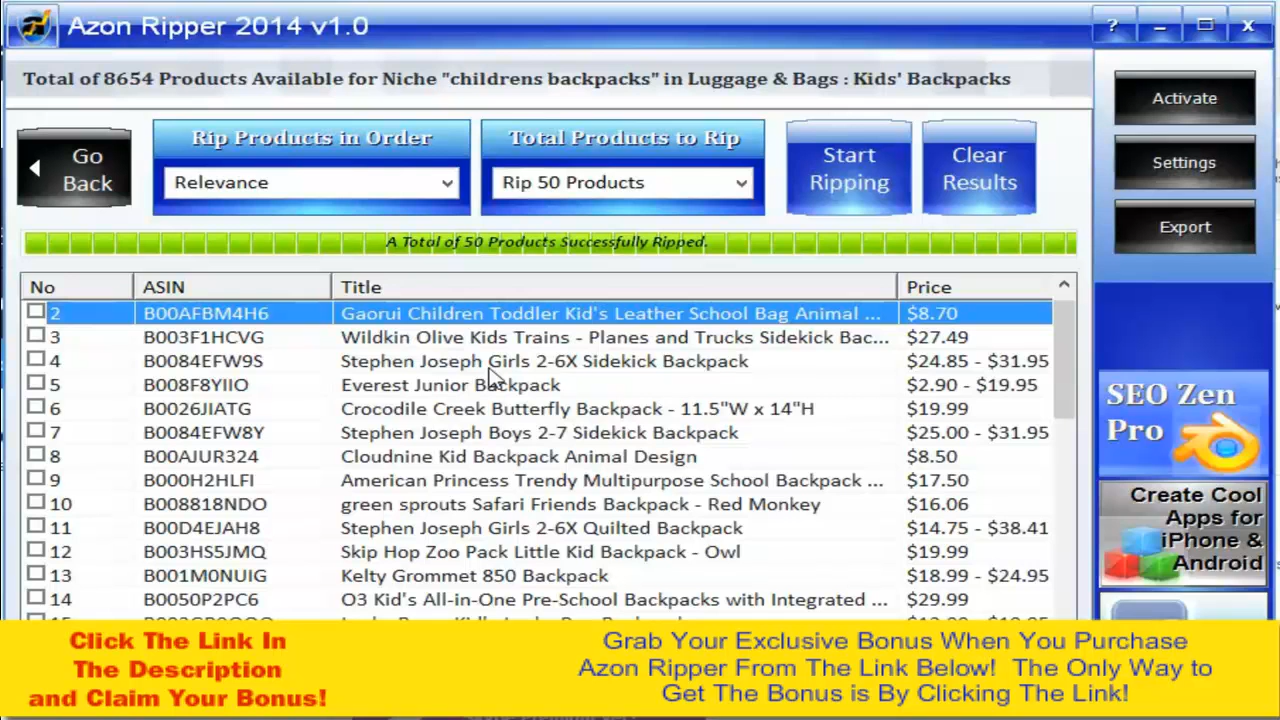 Azon Ripper 2014 v1.0
Total of 8654 Products Available for Niche "childrens backpacks" in Luggage & Bags : Kids' Backpacks
Go
Back
Rip Products in Order
Relevance
Total Products to Rip
Rip 50 Products
Start
Ripping
Clear
Results
Activate
Settings
Export
A Total of 50 Products Successfully Ripped.
No ASIN Title Price
2 B00AFBM4H6 Gaorui Children Toddler Kid's Leather School Bag Animal ... $8.70
3 B003F1HCVG Wildkin Olive Kids Trains - Planes and Trucks Sidekick Bac... $27.49
4 B0084EFW9S Stephen Joseph Girls 2-6X Sidekick Backpack $24.85 - $31.95
5 B008F8YIIO Everest Junior Backpack $2.90 - $19.95
6 B0026JIATG Crocodile Creek Butterfly Backpack - 11.5"W x 14"H $19.99
7 B0084EFW8Y Stephen Joseph Boys 2-7 Sidekick Backpack $25.00 - $31.95
8 B00AJUR324 Cloudnine Kid Backpack Animal Design $8.50
9 B000H2HLFI American Princess Trendy Multipurpose School Backpack ... $17.50
10 B008818NDO green sprouts Safari Friends Backpack - Red Monkey $16.06
11 B00D4EJAH8 Stephen Joseph Girls 2-6X Quilted Backpack $14.75 - $38.41
12 B003HS5JMQ Skip Hop Zoo Pack Little Kid Backpack - Owl $19.99
13 B001M0NUIG Kelty Grommet 850 Backpack $18.99 - $24.95
14 B0050P2PC6 O3 Kid's All-in-One Pre-School Backpacks with Integrated ... $29.99
SEO Zen
Pro
Create Cool
Apps for
iPhone &
Android
Click The Link In
The Description
and Claim Your Bonus!
Grab Your Exclusive Bonus When You Purchase
Azon Ripper From The Link Below! The Only Way to
Get The Bonus is By Clicking The Link!